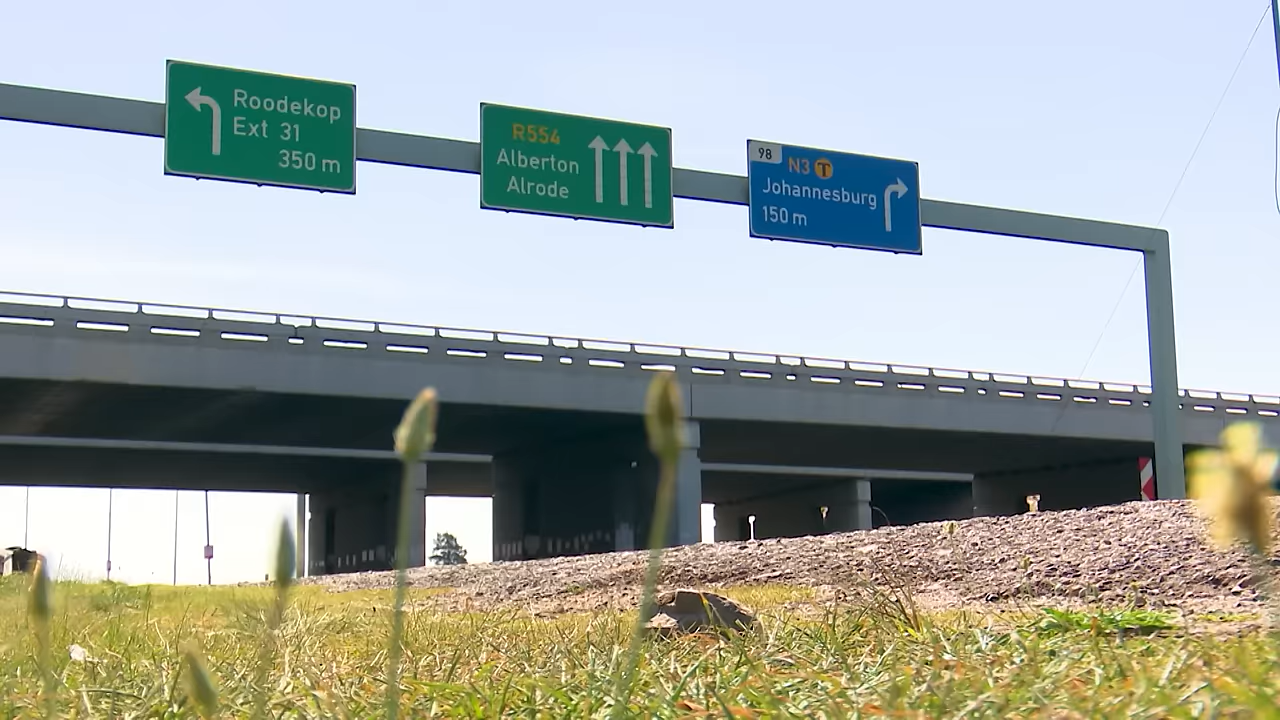 Roodekop
Ext 31
350 m
R554
Alberton
Alrode
98
N3 T
Johannesburg
150 m